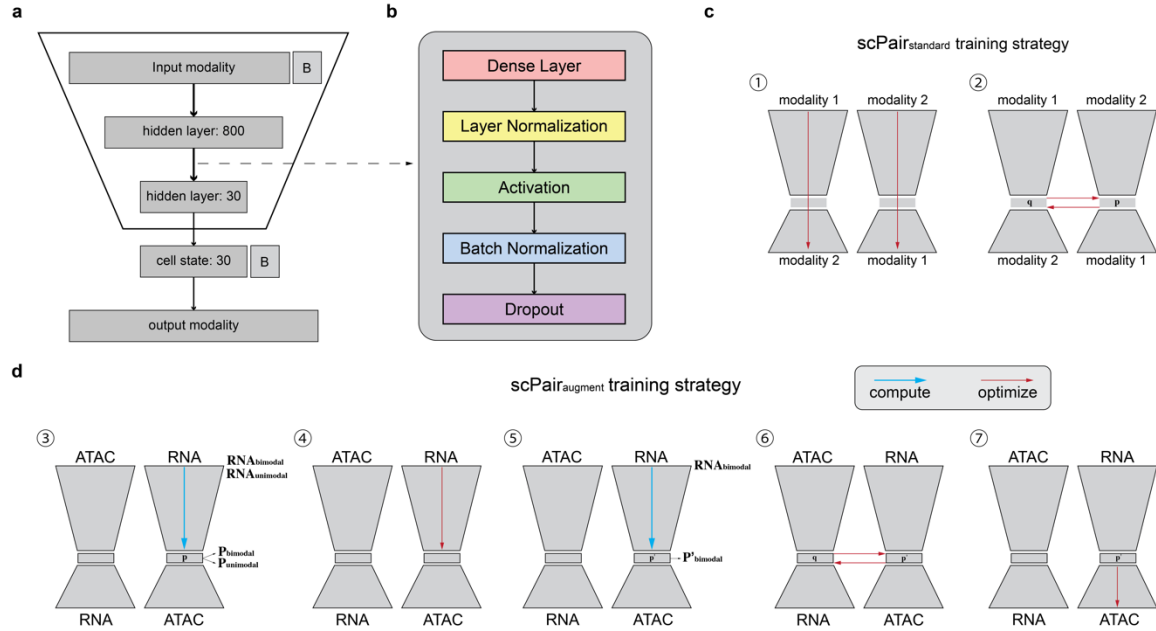 a
Input modality
B
hidden layer: 800
hidden layer: 30
cell state: 30
B
output modality
b
Dense Layer
Layer Normalization
Activation
Batch Normalization
Dropout
c
scPairstandard training strategy
①
modality 1 modality 2
modality 2 modality 1
②
modality 1 modality 2
q p
modality 2 modality 1
d
scPairaugment training strategy
compute optimize
③
ATAC RNA
RNAbimodal
RNAunimodal
p
Pbimodal
Punimodal
RNA ATAC
④
ATAC RNA
RNA ATAC
⑤
ATAC RNA
RNAbimodal
p'
P'bimodal
RNA ATAC
⑥
ATAC RNA
q p'
RNA ATAC
⑦
ATAC RNA
p'
RNA ATAC